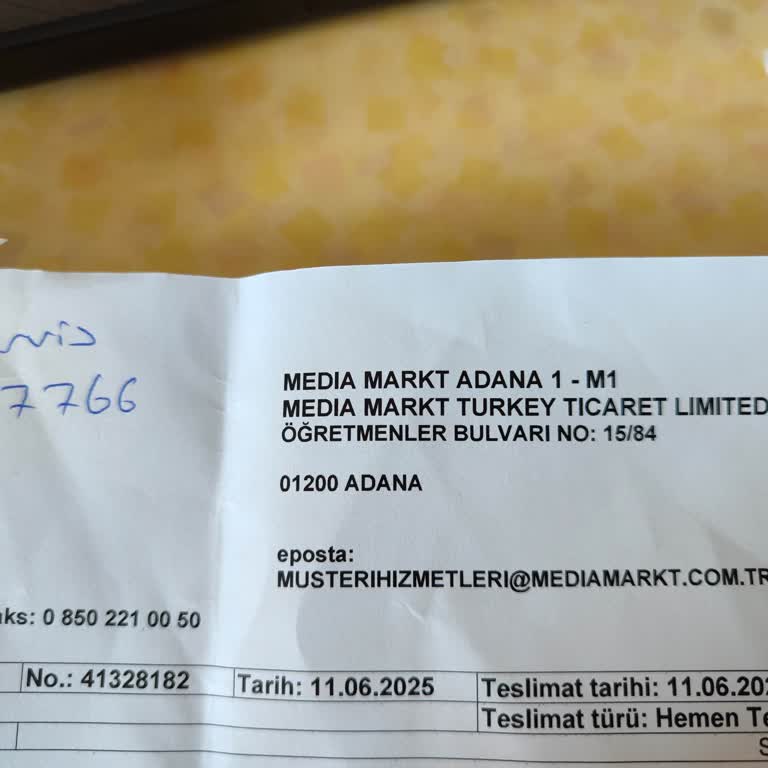 7766
MEDIA MARKT ADANA 1 - M1
MEDIA MARKT TURKEY TICARET LIMITED
ÖĞRETMENLER BULVARI NO: 15/84
01200 ADANA
eposta:
MUSTERIHIZMETLERI@MEDIAMARKT.COM.TR
aks: 0 850 221 00 50
No.: 41328182 Tarih: 11.06.2025 Teslimat tarihi: 11.06.202
Teslimat türü: Hemen Te
S